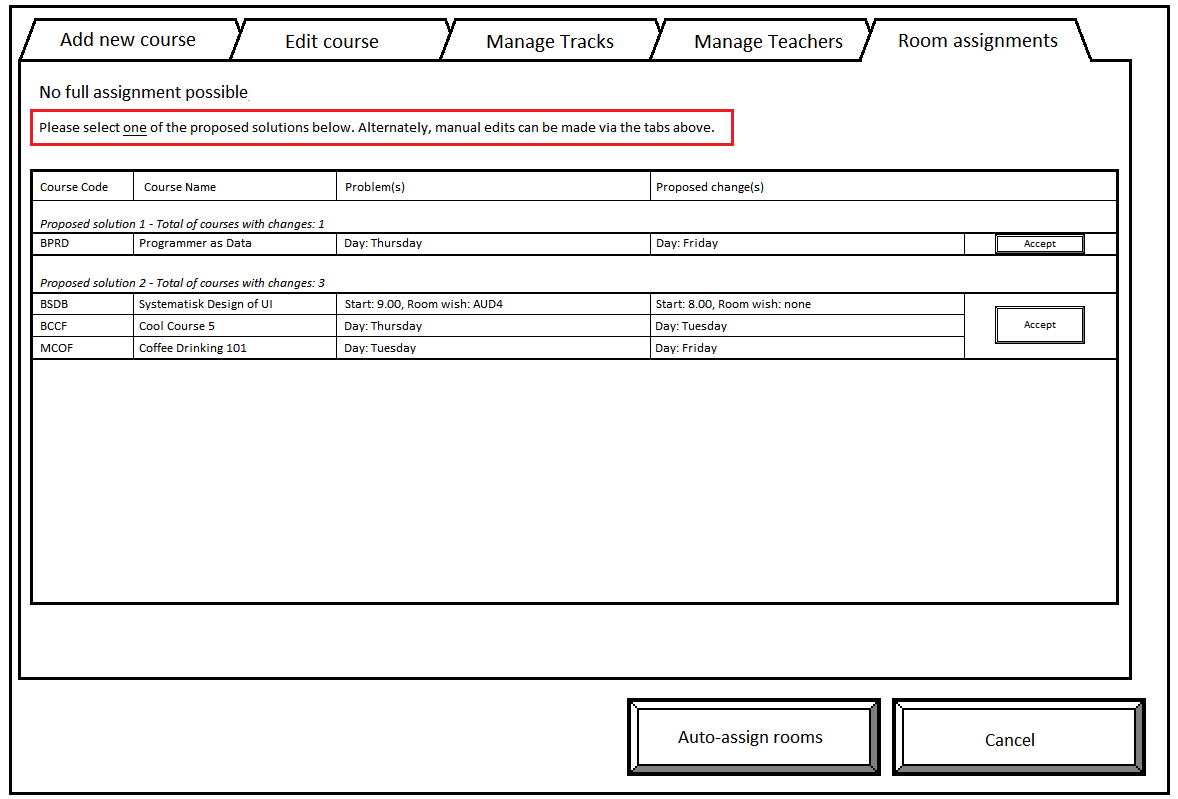 Add new course Edit course Manage Tracks Manage Teachers Room assignments
No full assignment possible
Please select one of the proposed solutions below. Alternately, manual edits can be made via the tabs above.
Course Code Course Name Problem(s) Proposed change(s)
Proposed solution 1 - Total of courses with changes: 1
BPRD Programmer as Data Day: Thursday Day: Friday Accept
Proposed solution 2 - Total of courses with changes: 3
BSDB Systematisk Design of UI Start: 9.00, Room wish: AUD4 Start: 8.00, Room wish: none
BCCF Cool Course 5 Day: Thursday Day: Tuesday Accept
MCOF Coffee Drinking 101 Day: Tuesday Day: Friday
Auto-assign rooms Cancel